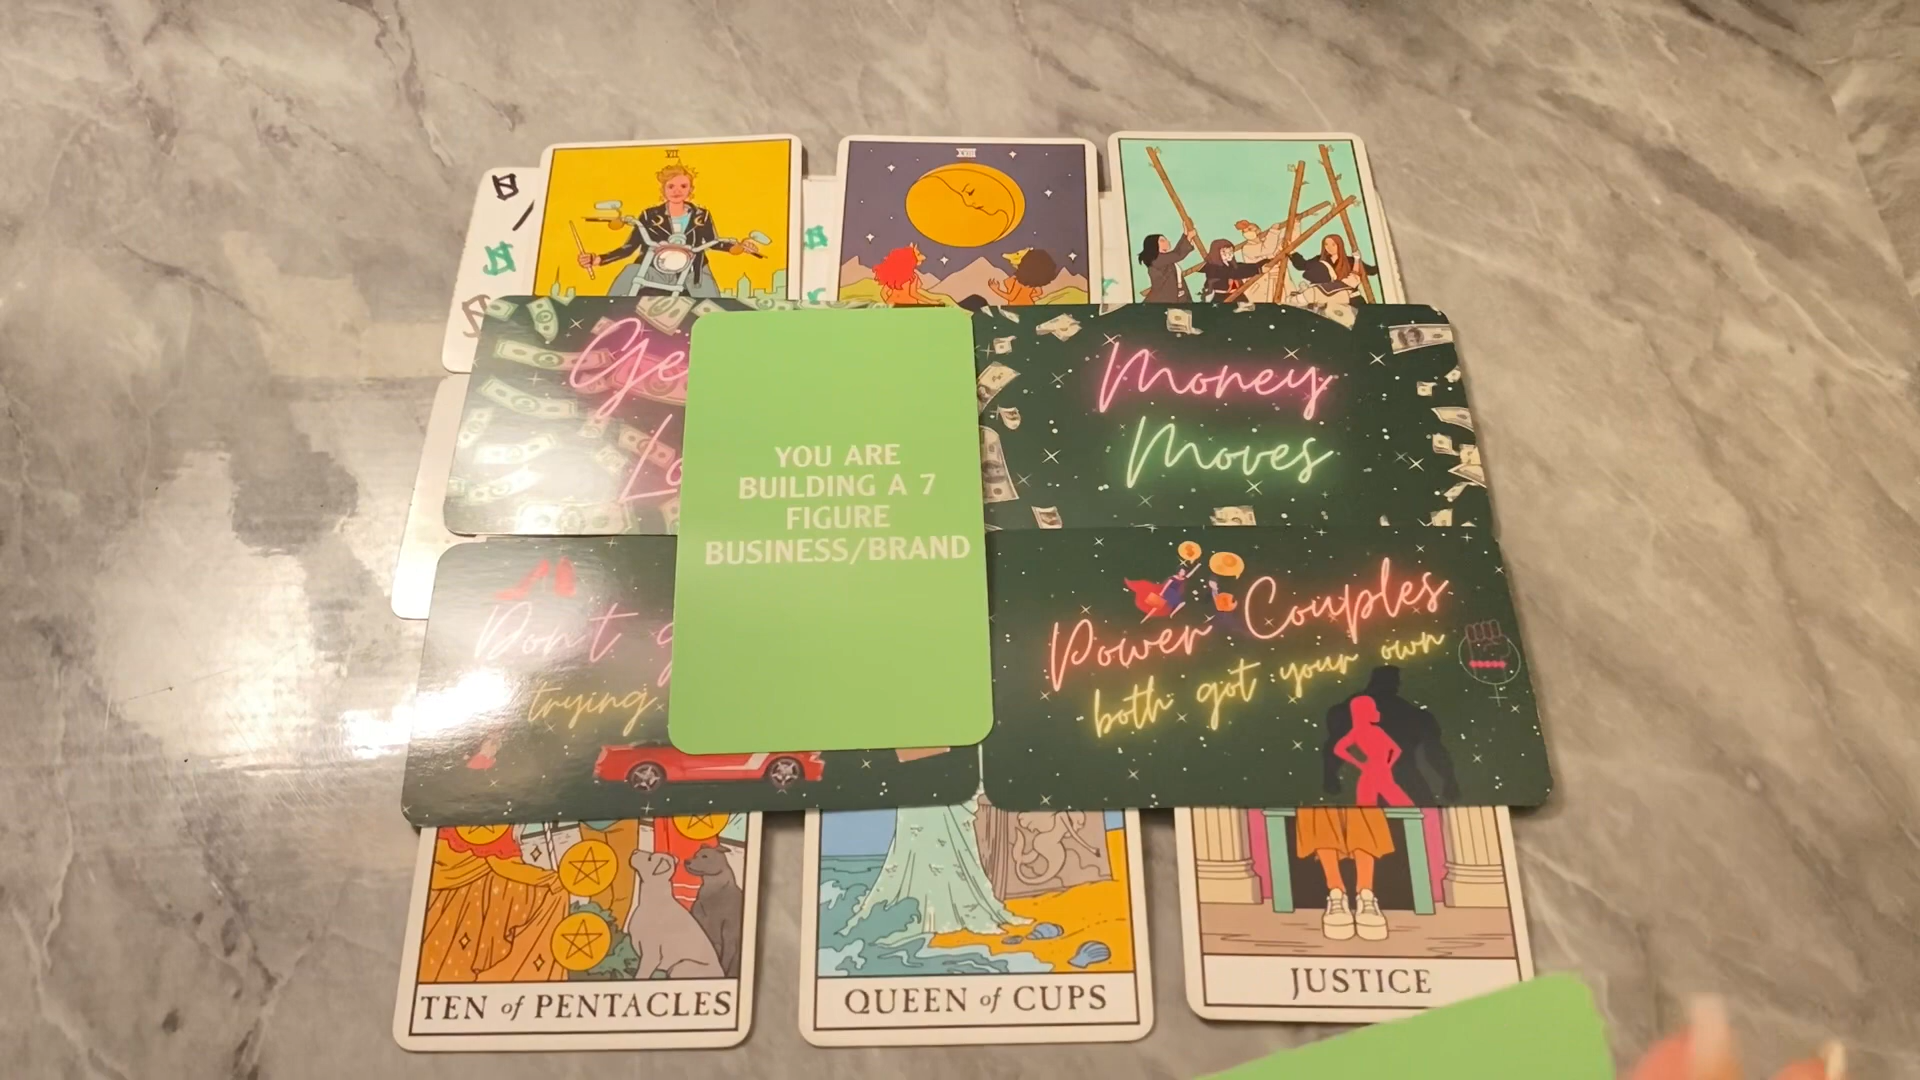 VII
XIII
Money
Moves
YOU ARE
BUILDING A 7
FIGURE
BUSINESS/BRAND
Don't
trying
Power Couples
both got your own
TEN of PENTACLES
QUEEN of CUPS
JUSTICE